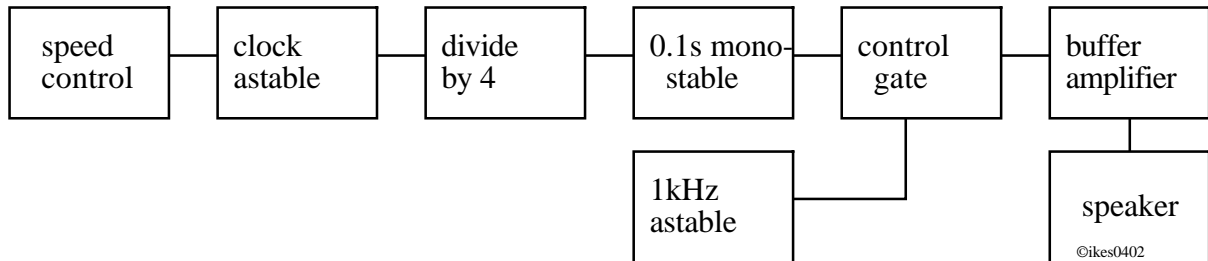 speed
control
clock
astable
divide
by 4
0.1s mono-
stable
control
gate
buffer
amplifier
1kHz
astable
speaker
©ikes0402